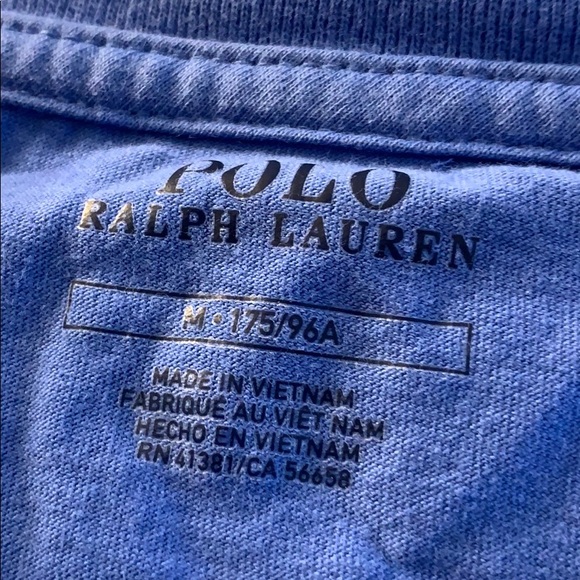 POLO
RALPH LAUREN
M • 175/96A
MADE IN VIETNAM
FABRIQUÉ AU VIÊT NAM
HECHO EN VIETNAM
RN 41381/CA 56658